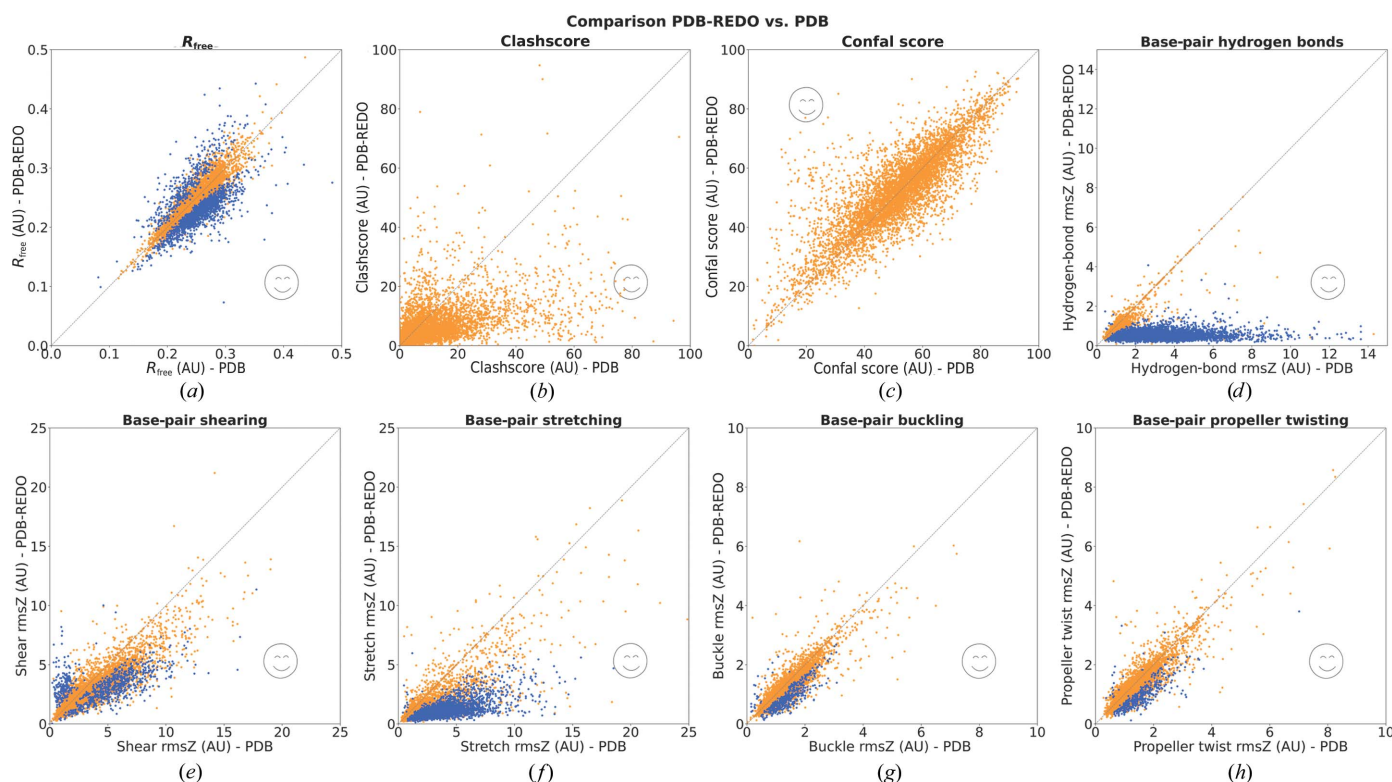 Comparison PDB-REDO vs. PDB
R_free
R_free (AU) - PDB-REDO
0.5
0.4
0.3
0.2
0.1
0.0
0.0 0.1 0.2 0.3 0.4 0.5
R_free (AU) - PDB
(a)
Clashscore
Clashscore (AU) - PDB-REDO
100
80
60
40
20
0
0 20 40 60 80 100
Clashscore (AU) - PDB
(b)
Confal score
Confal score (AU) - PDB-REDO
100
80
60
40
20
0
0 20 40 60 80 100
Confal score (AU) - PDB
(c)
Base-pair hydrogen bonds
Hydrogen-bond rmsZ (AU) - PDB-REDO
14
12
10
8
6
4
2
0
0 2 4 6 8 10 12 14
Hydrogen-bond rmsZ (AU) - PDB
(d)
Base-pair shearing
Shear rmsZ (AU) - PDB-REDO
25
20
15
10
5
0
0 5 10 15 20 25
Shear rmsZ (AU) - PDB
(e)
Base-pair stretching
Stretch rmsZ (AU) - PDB-REDO
25
20
15
10
5
0
0 5 10 15 20 25
Stretch rmsZ (AU) - PDB
(f)
Base-pair buckling
Buckle rmsZ (AU) - PDB-REDO
10
8
6
4
2
0
0 2 4 6 8 10
Buckle rmsZ (AU) - PDB
(g)
Base-pair propeller twisting
Propeller twist rmsZ (AU) - PDB-REDO
10
8
6
4
2
0
0 2 4 6 8 10
Propeller twist rmsZ (AU) - PDB
(h)